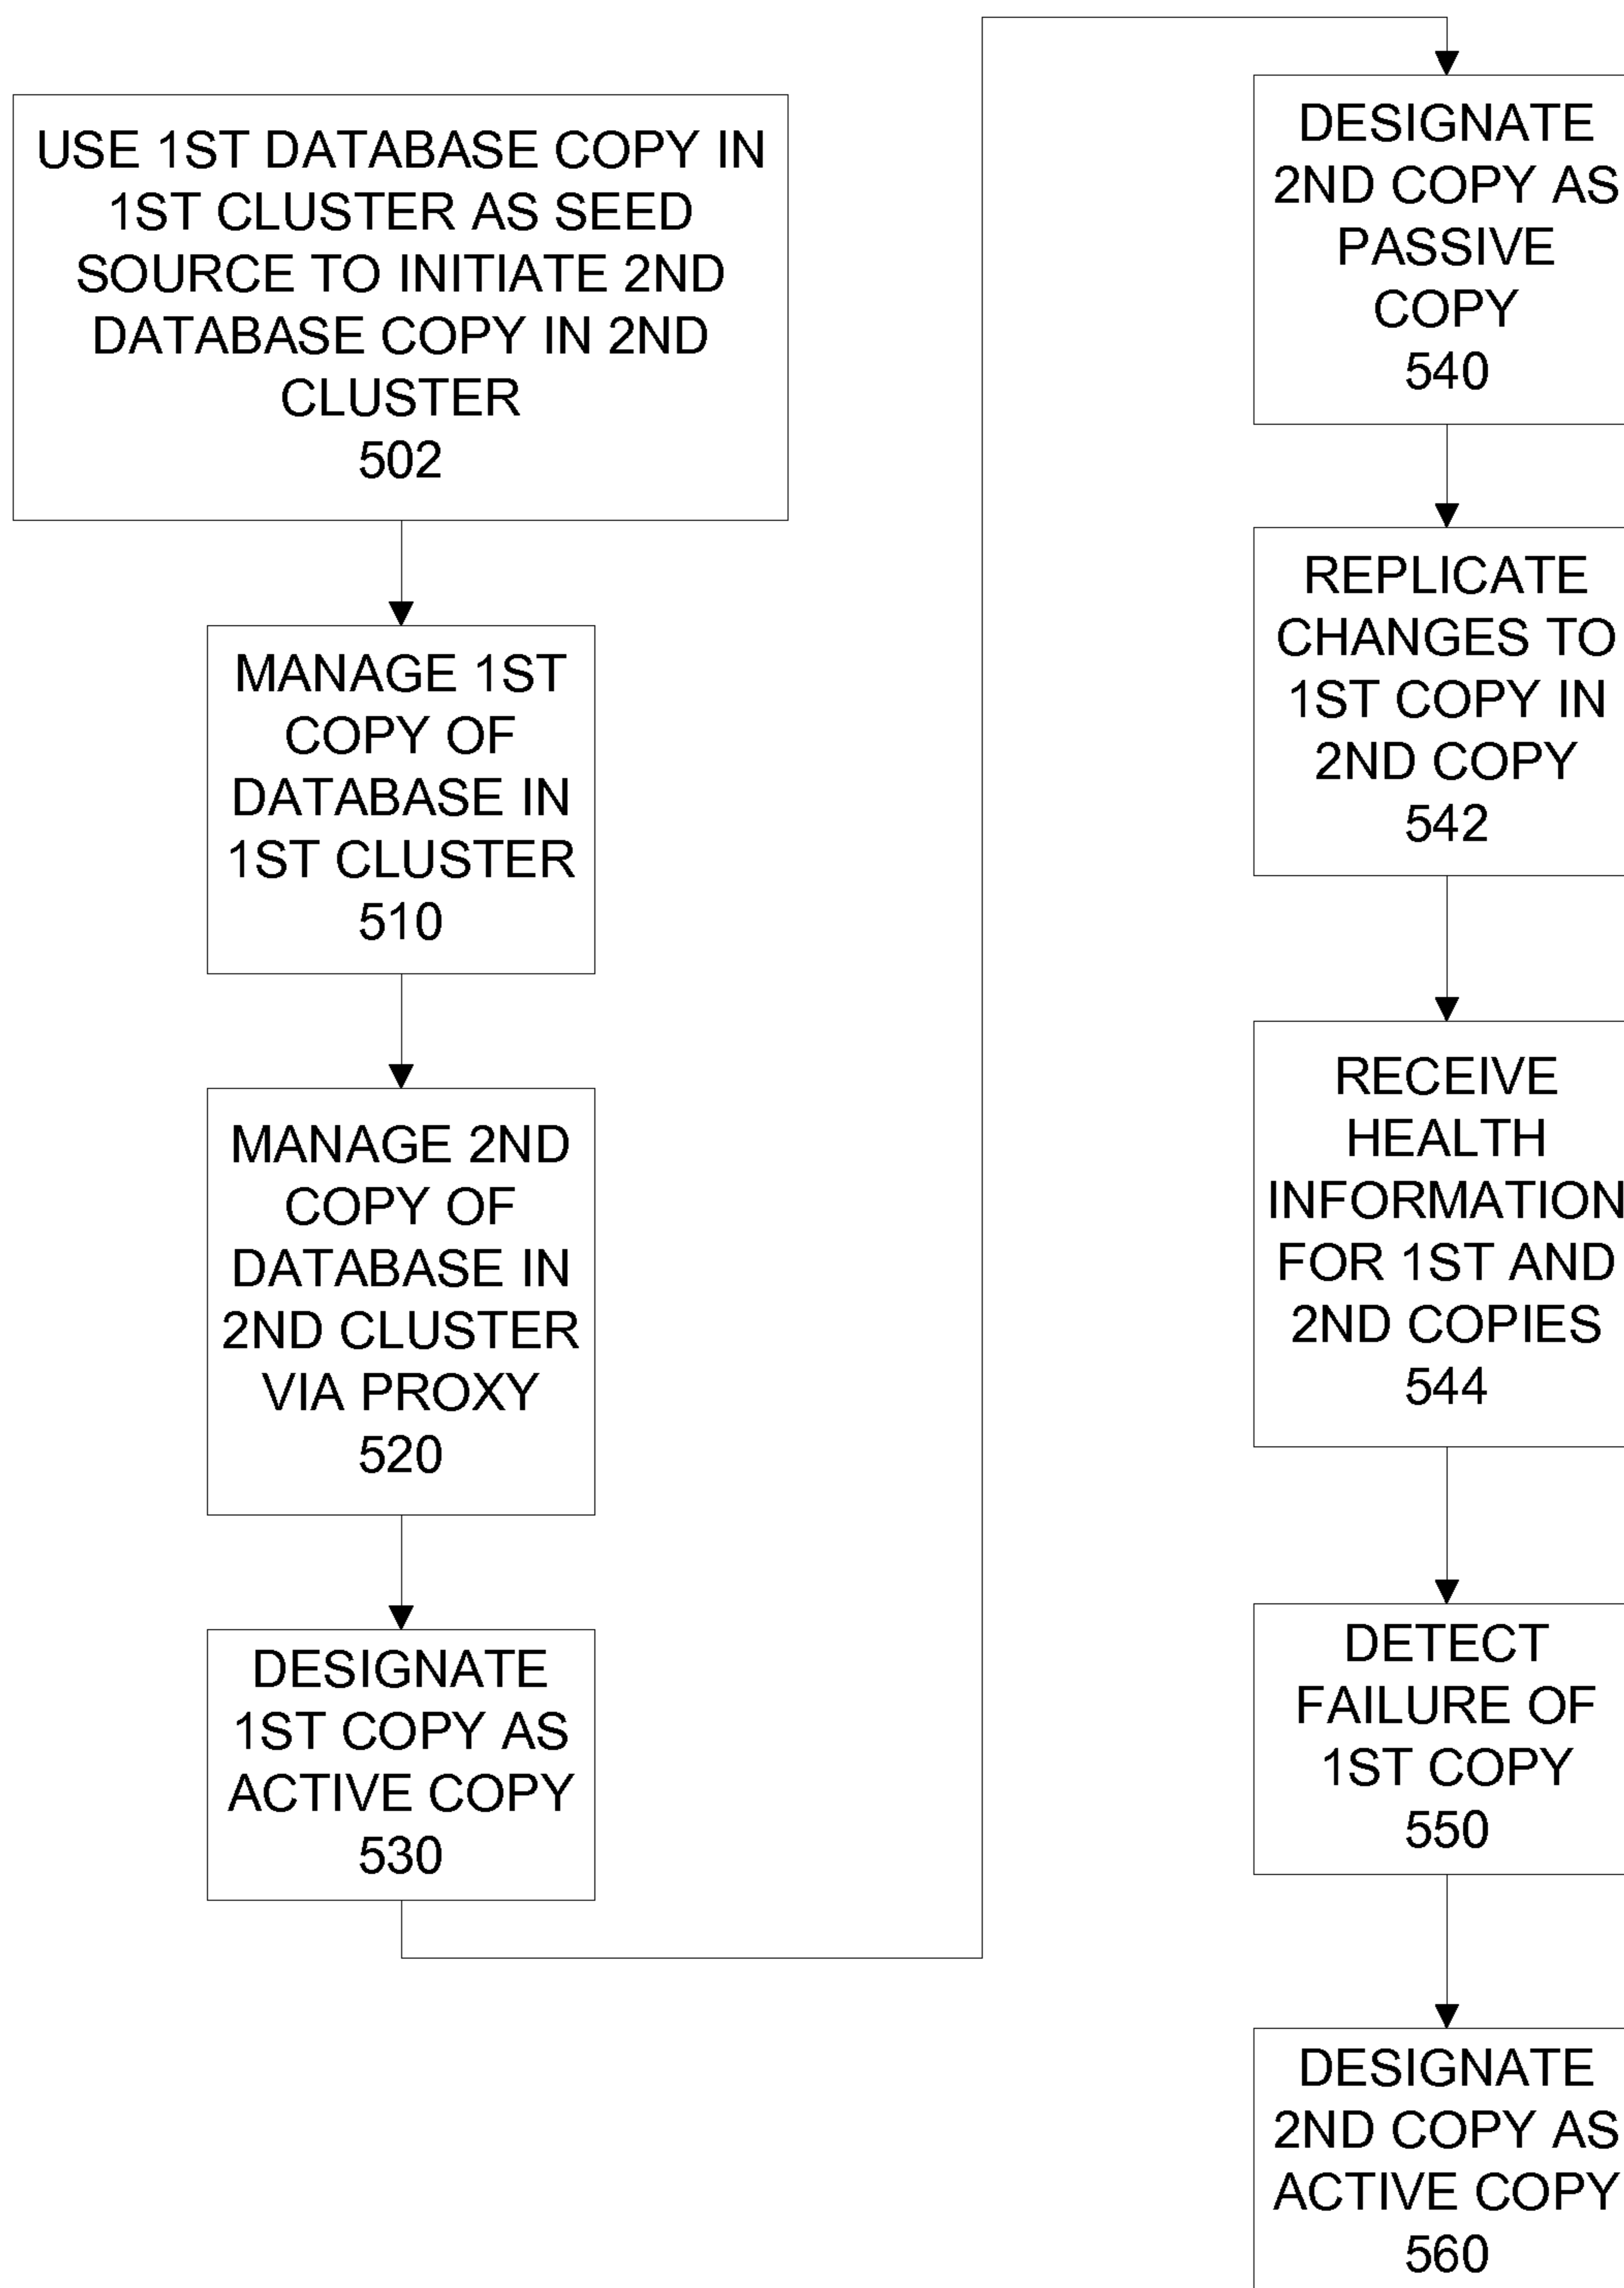 USE 1ST DATABASE COPY IN
1ST CLUSTER AS SEED
SOURCE TO INITIATE 2ND
DATABASE COPY IN 2ND
CLUSTER
502
MANAGE 1ST
COPY OF
DATABASE IN
1ST CLUSTER
510
MANAGE 2ND
COPY OF
DATABASE IN
2ND CLUSTER
VIA PROXY
520
DESIGNATE
1ST COPY AS
ACTIVE COPY
530
DESIGNATE
2ND COPY AS
PASSIVE
COPY
540
REPLICATE
CHANGES TO
1ST COPY IN
2ND COPY
542
RECEIVE
HEALTH
INFORMATION
FOR 1ST AND
2ND COPIES
544
DETECT
FAILURE OF
1ST COPY
550
DESIGNATE
2ND COPY AS
ACTIVE COPY
560